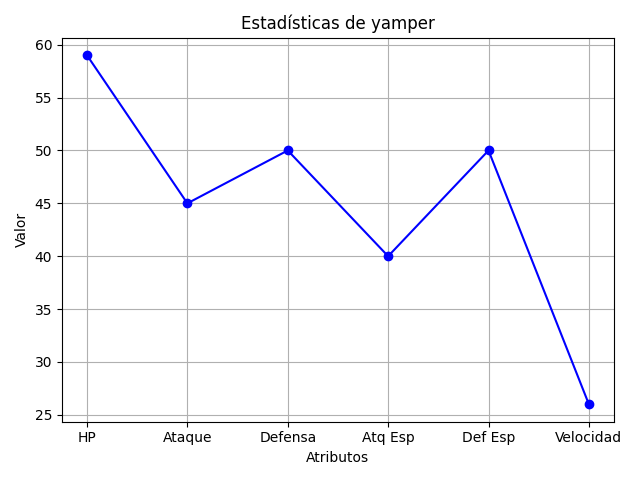 Estadísticas de yamper
Valor
60
55
50
45
40
35
30
25
HP Ataque Defensa Atq Esp Def Esp Velocidad
Atributos